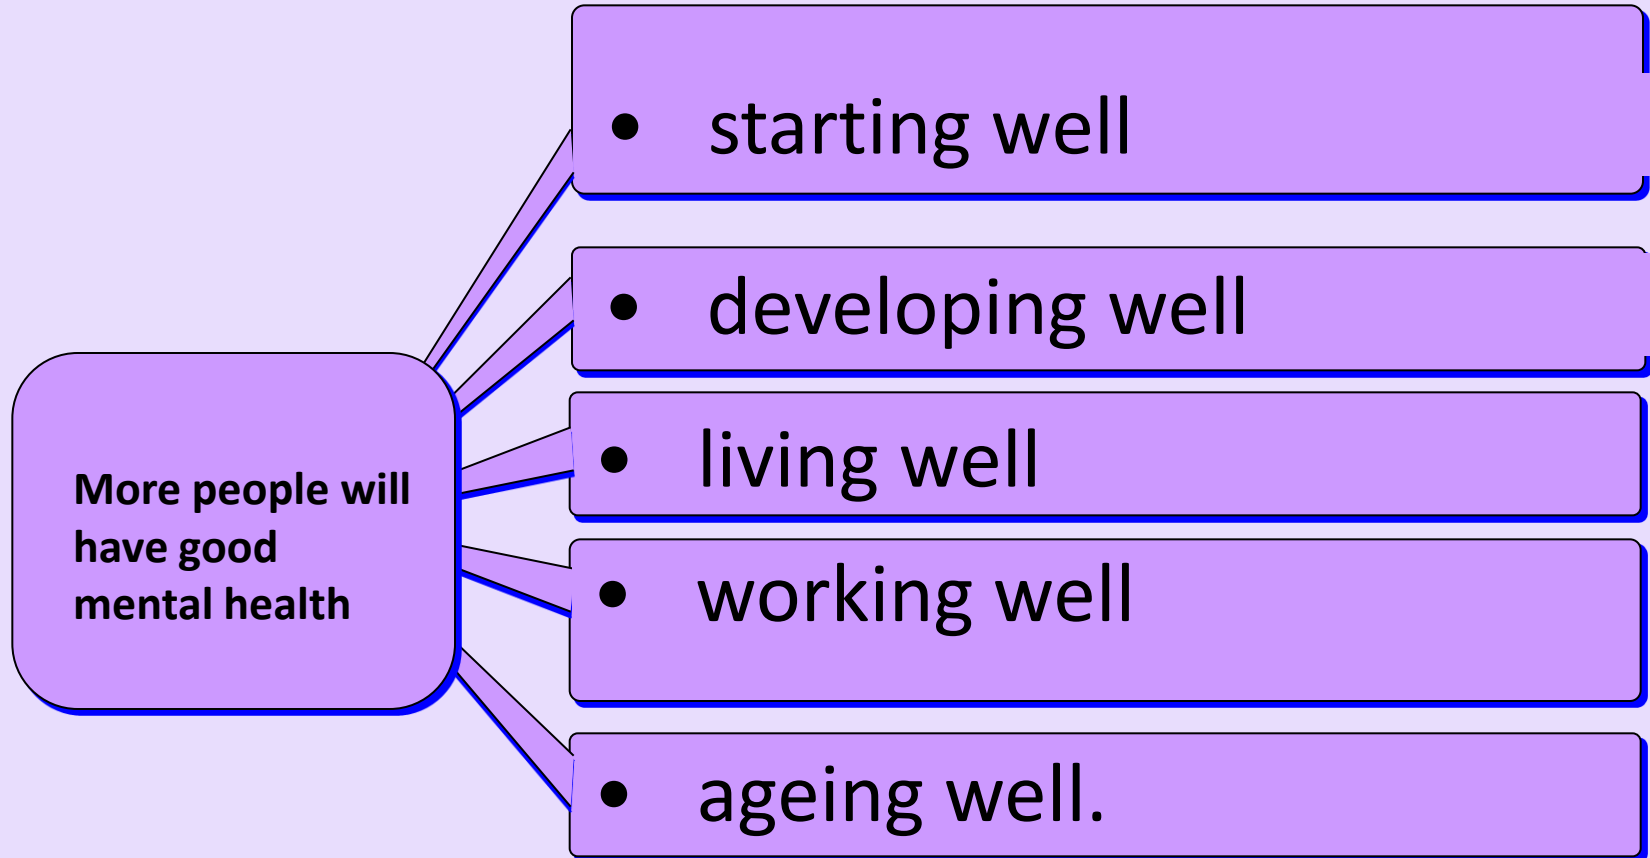 More people will
have good
mental health
• starting well
• developing well
• living well
• working well
• ageing well.